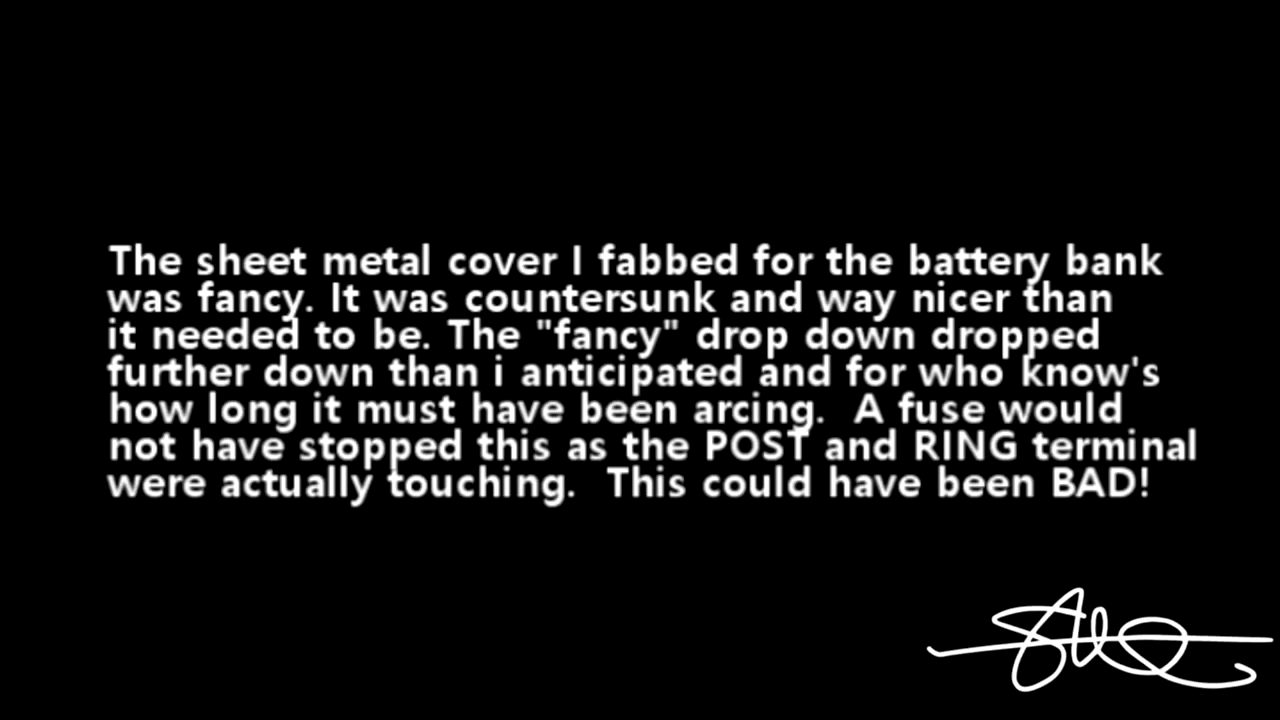 The sheet metal cover I fabbed for the battery bank
was fancy. It was countersunk and way nicer than
it needed to be. The "fancy" drop down dropped
further down than i anticipated and for who know's
how long it must have been arcing.  A fuse would
not have stopped this as the POST and RING terminal
were actually touching.  This could have been BAD!